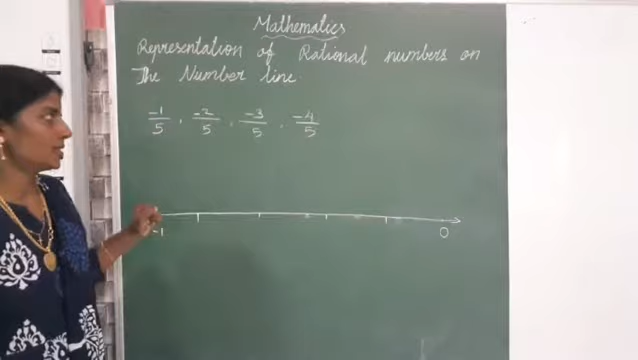 Mathematics
Representation of Rational numbers on
The Number line.
-1/5, -2/5, -3/5, -4/5
-1 0